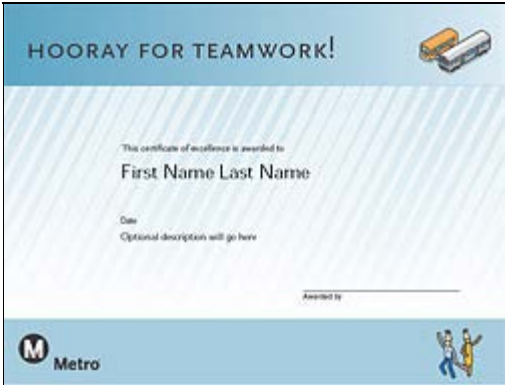 HOORAY FOR TEAMWORK!
This certificate of excellence is awarded to
First Name Last Name
Date
Optional description will go here
Awarded by
M Metro